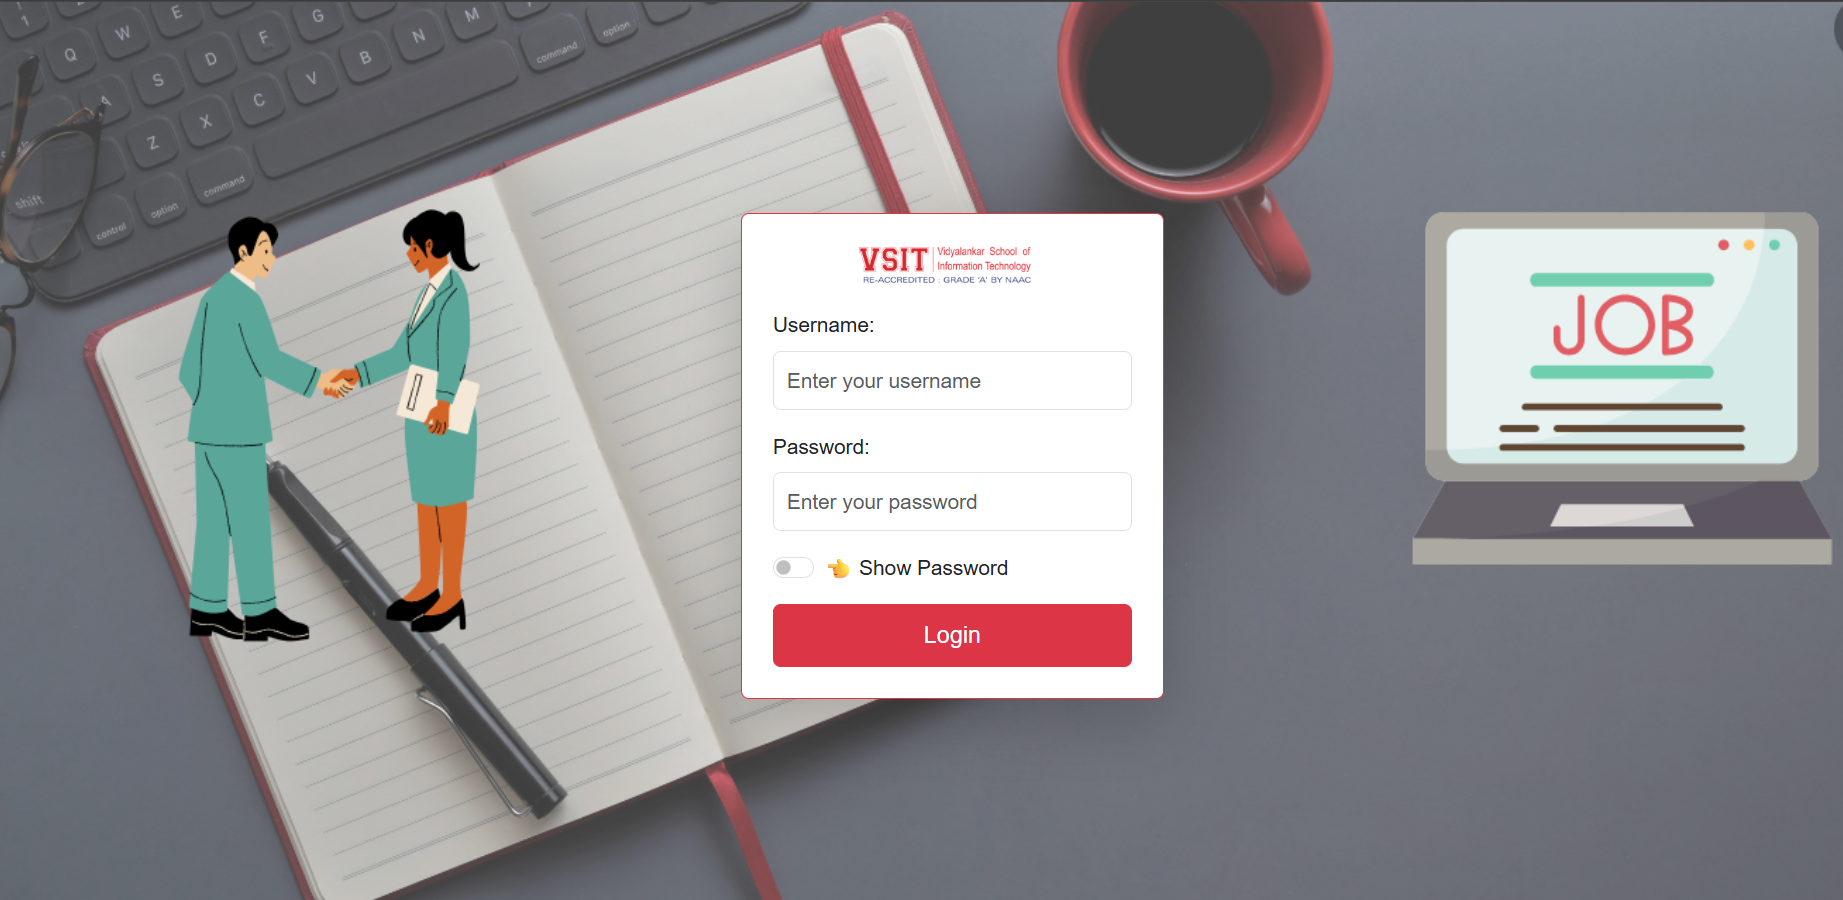 Q W E
G M
A S D F
B N command option
Z X C V
shift control option command
VSIT Vidyalankar School of
Information Technology
RE-ACCREDITED : GRADE 'A' BY NAAC
Username:
Enter your username
Password:
Enter your password
Show Password
Login
JOB